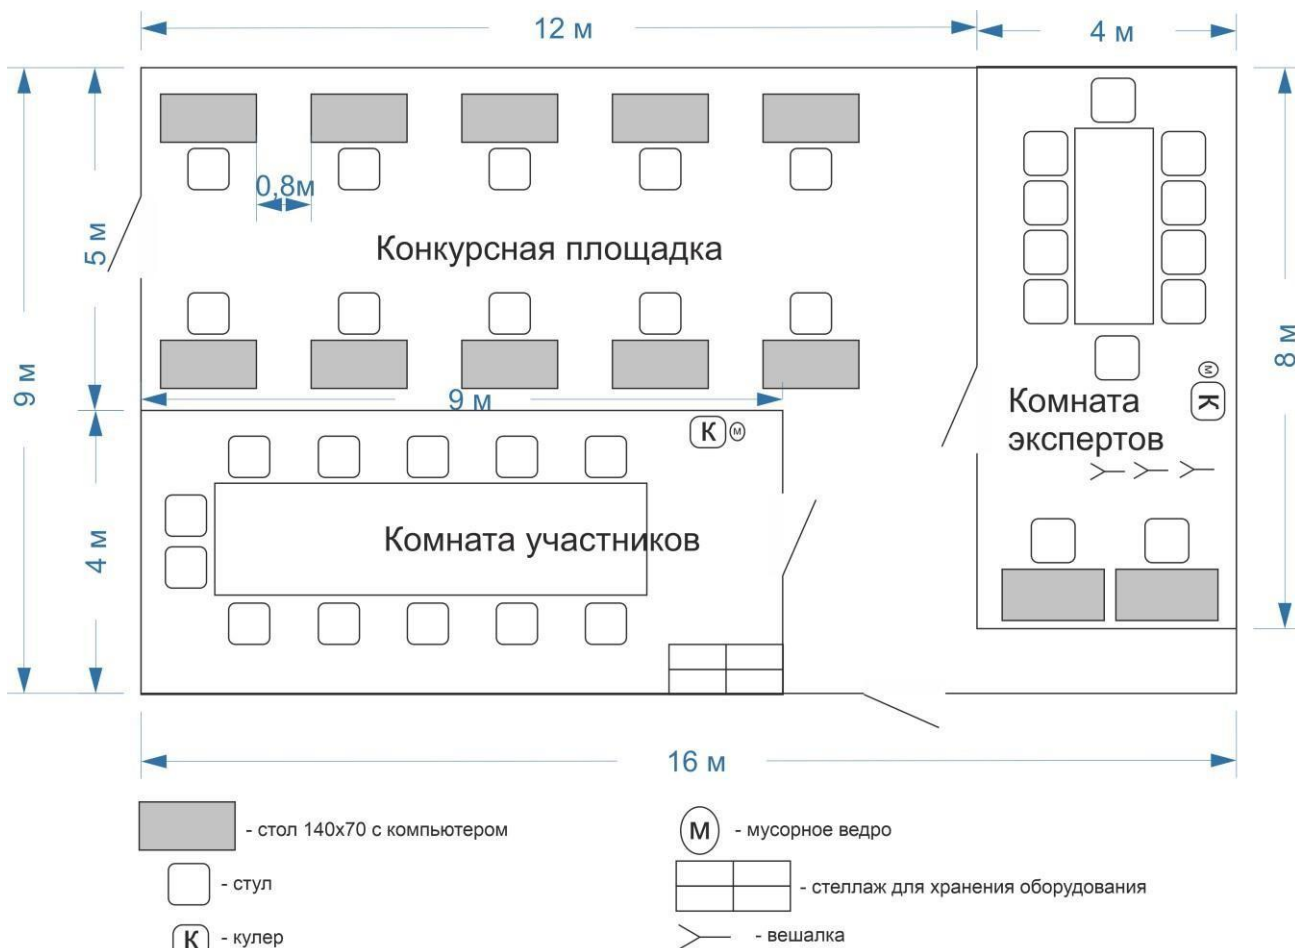 12 м
4 м
0,8м
5 м
Конкурсная площадка
9 м
8 м
9 м
К
м
Комната
экспертов
К
м
4 м
Комната участников
16 м
- стол 140х70 с компьютером
М
- мусорное ведро
- стул
- стеллаж для хранения оборудования
К
- кулер
- вешалка